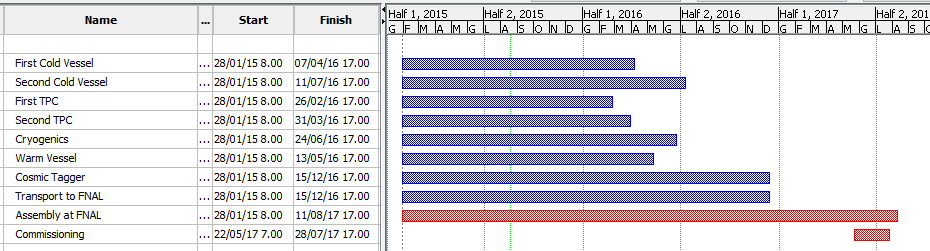 Name ... Start Finish Half 1, 2015 Half 2, 2015 Half 1, 2016 Half 2, 2016 Half 1, 2017 Half 2, 201
G F M A M G L A S O N D G F M A M G L A S O N D G F M A M G L A S
First Cold Vessel ... 28/01/15 8.00 07/04/16 17.00
Second Cold Vessel ... 28/01/15 8.00 11/07/16 17.00
First TPC ... 28/01/15 8.00 26/02/16 17.00
Second TPC ... 28/01/15 8.00 31/03/16 17.00
Cryogenics ... 28/01/15 8.00 24/06/16 17.00
Warm Vessel ... 28/01/15 8.00 13/05/16 17.00
Cosmic Tagger ... 28/01/15 8.00 15/12/16 17.00
Transport to FNAL ... 28/01/15 8.00 15/12/16 17.00
Assembly at FNAL ... 28/01/15 8.00 11/08/17 17.00
Commissioning ... 22/05/17 7.00 28/07/17 17.00